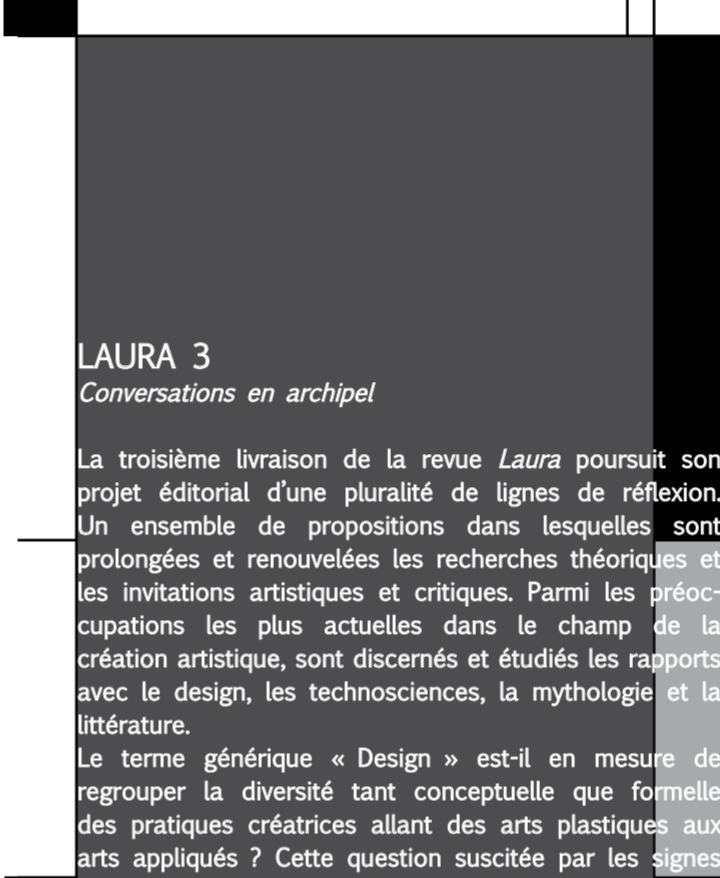 LAURA 3
Conversations en archipel
La troisième livraison de la revue Laura poursuit son
projet éditorial d’une pluralité de lignes de réflexion.
Un ensemble de propositions dans lesquelles sont
prolongées et renouvelées les recherches théoriques et
les invitations artistiques et critiques. Parmi les préoc-
cupations les plus actuelles dans le champ de la
création artistique, sont discernés et étudiés les rapports
avec le design, les technosciences, la mythologie et la
littérature.
Le terme générique « Design » est-il en mesure de
regrouper la diversité tant conceptuelle que formelle
des pratiques créatrices allant des arts plastiques aux
arts appliqués ? Cette question suscitée par les signes